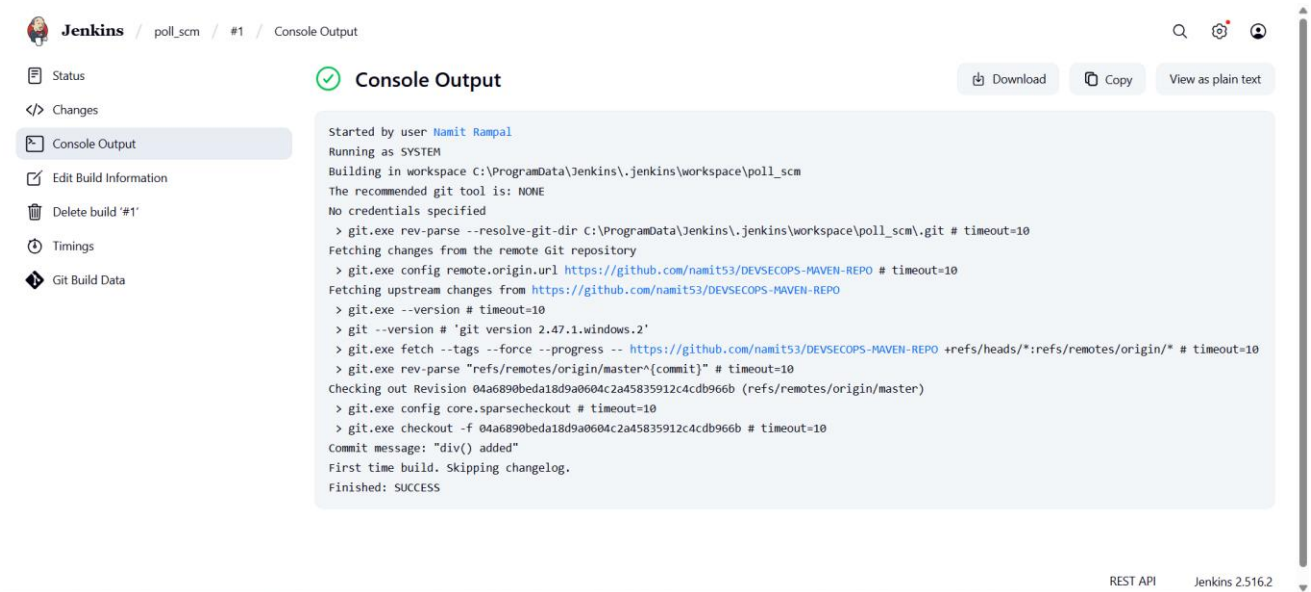 Jenkins / poll_scm / #1 / Console Output
Status
Changes
Console Output
Edit Build Information
Delete build '#1'
Timings
Git Build Data
Console Output
Download
Copy
View as plain text
Started by user Namit Rampal
Running as SYSTEM
Building in workspace C:\ProgramData\Jenkins\.jenkins\workspace\poll_scm
The recommended git tool is: NONE
No credentials specified
> git.exe rev-parse --resolve-git-dir C:\ProgramData\Jenkins\.jenkins\workspace\poll_scm\.git # timeout=10
Fetching changes from the remote Git repository
> git.exe config remote.origin.url https://github.com/namit53/DEVSECOPS-MAVEN-REPO # timeout=10
Fetching upstream changes from https://github.com/namit53/DEVSECOPS-MAVEN-REPO
> git.exe --version # timeout=10
> git --version # 'git version 2.47.1.windows.2'
> git.exe fetch --tags --force --progress -- https://github.com/namit53/DEVSECOPS-MAVEN-REPO +refs/heads/*:refs/remotes/origin/* # timeout=10
> git.exe rev-parse "refs/remotes/origin/master^{commit}" # timeout=10
Checking out Revision 04a6890beda18d9a0604c2a45835912c4cdb966b (refs/remotes/origin/master)
> git.exe config core.sparsecheckout # timeout=10
> git.exe checkout -f 04a6890beda18d9a0604c2a45835912c4cdb966b # timeout=10
Commit message: "div() added"
First time build. Skipping changelog.
Finished: SUCCESS
REST API
Jenkins 2.516.2